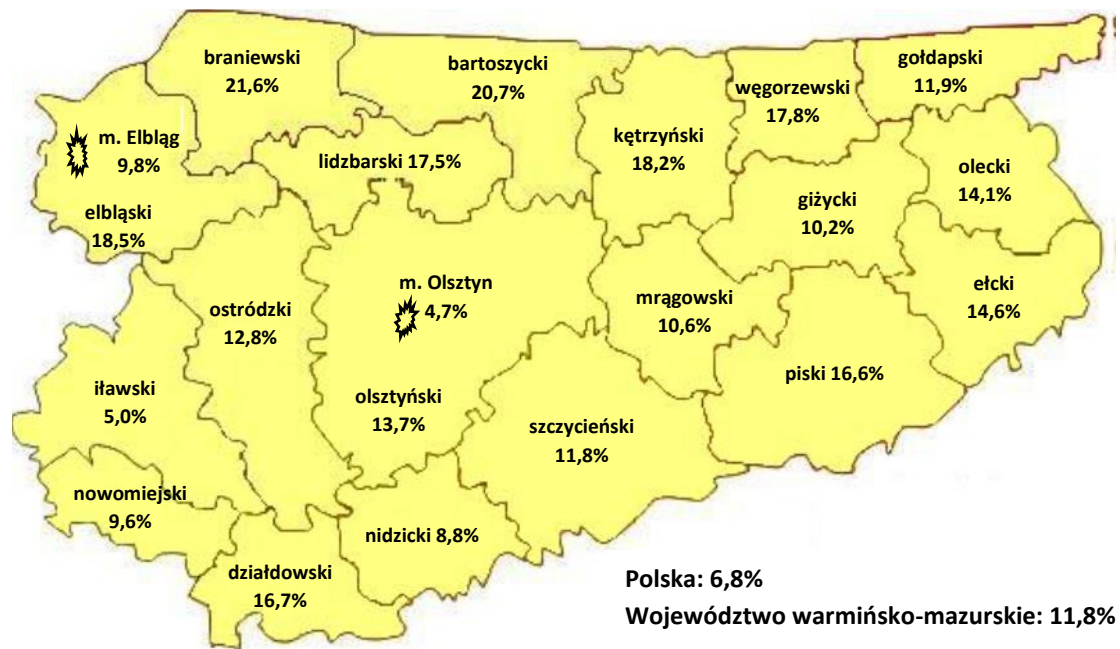 braniewski
21,6%
bartoszycki
20,7%
gołdapski
11,9%
węgorzewski
17,8%
m. Elbląg
9,8%
lidzbarski 17,5%
kętrzyński
18,2%
olecki
14,1%
giżycki
10,2%
elbląski
18,5%
m. Olsztyn
4,7%
ostródzki
12,8%
mrągowski
10,6%
ełcki
14,6%
iławski
5,0%
olsztyński
13,7%
piski 16,6%
szczycieński
11,8%
nowomiejski
9,6%
nidzicki 8,8%
działdowski
16,7%
Polska: 6,8%
Województwo warmińsko-mazurskie: 11,8%